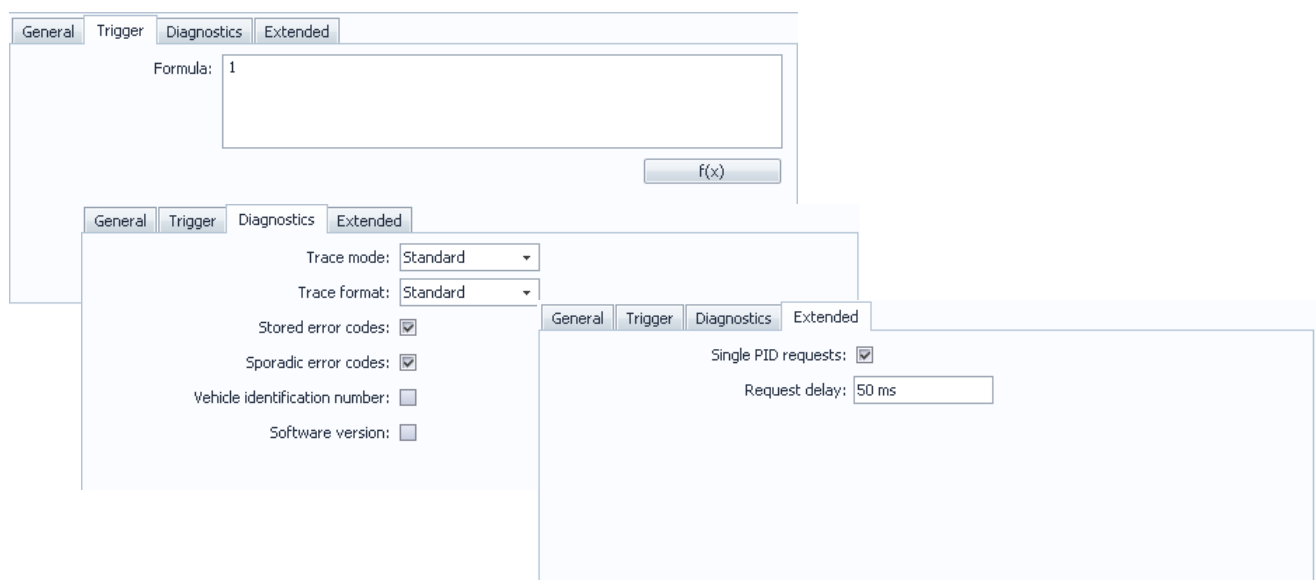 General Trigger Diagnostics Extended
Formula: 1
f(x)
General Trigger Diagnostics Extended
Trace mode: Standard
Trace format: Standard
Stored error codes:
Sporadic error codes:
Vehicle identification number:
Software version:
General Trigger Diagnostics Extended
Single PID requests:
Request delay: 50 ms